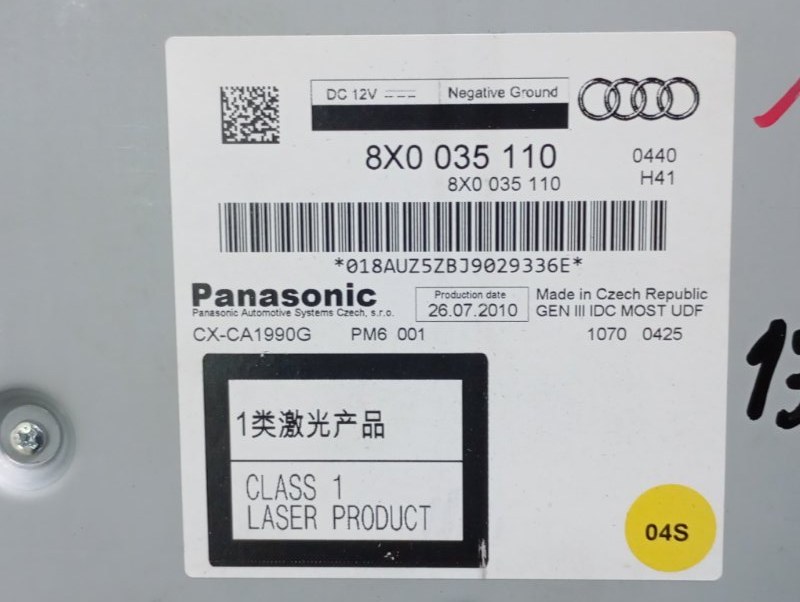 DC 12V Negative Ground
8X0 035 110 0440
8X0 035 110 H41
*018AUZ5ZBJ9029336E*
Panasonic
Panasonic Automotive Systems Czech, s.r.o.
Production date
26.07.2010
Made in Czech Republic
GEN III IDC MOST UDF
CX-CA1990G PM6 001 1070 0425
1类激光产品
CLASS 1
LASER PRODUCT
04S